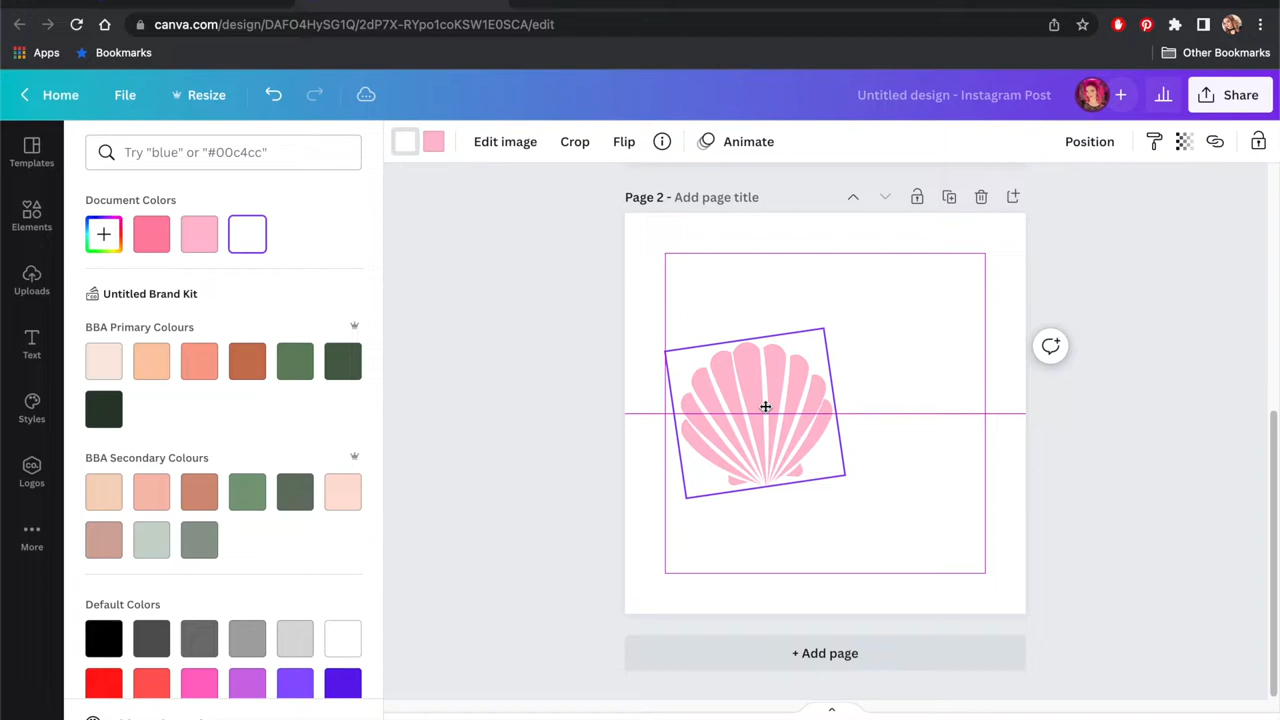 canva.com/design/DAFO4HySG1Q/2dP7X-RYpo1coKSW1E0SCA/edit
Apps
Bookmarks
Other Bookmarks
Home
File
Resize
Untitled design - Instagram Post
Share
Templates
Elements
Uploads
Text
Styles
CO.
Logos
More
Try "blue" or "#00c4cc"
Document Colors
Untitled Brand Kit
BBA Primary Colours
BBA Secondary Colours
Default Colors
Edit image
Crop
Flip
Animate
Position
Page 2 - Add page title
+ Add page